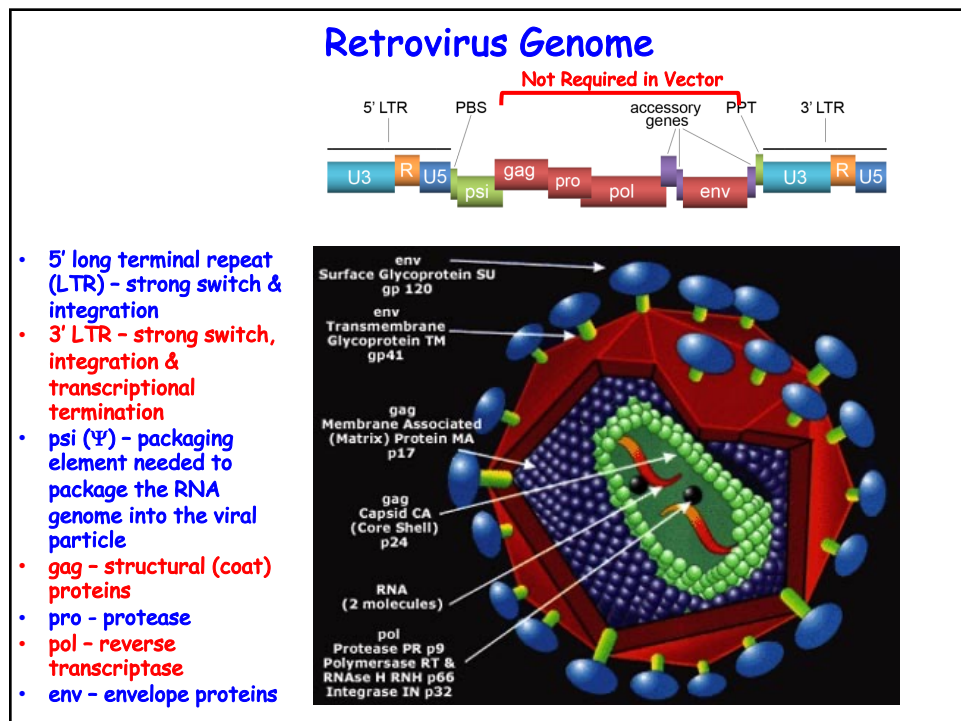 Retrovirus Genome
Not Required in Vector
5' LTR
PBS
accessory
genes
PPT
3' LTR
U3
R
U5
psi
gag
pro
pol
env
U3
R
U5
• 5' long terminal repeat
(LTR) – strong switch &
integration
• 3' LTR – strong switch,
integration &
transcriptional
termination
• psi (Ψ) – packaging
element needed to
package the RNA
genome into the viral
particle
• gag – structural (coat)
proteins
• pro - protease
• pol – reverse
transcriptase
• env – envelope proteins
env
Surface Glycoprotein SU
gp 120
env
Transmembrane
Glycoprotein TM
gp41
gag
Membrane Associated
(Matrix) Protein MA
p17
gag
Capsid CA
(Core Shell)
p24
RNA
(2 molecules)
pol
Protease PR p9
Polymersase RT &
RNAse H RNH p66
Integrase IN p32